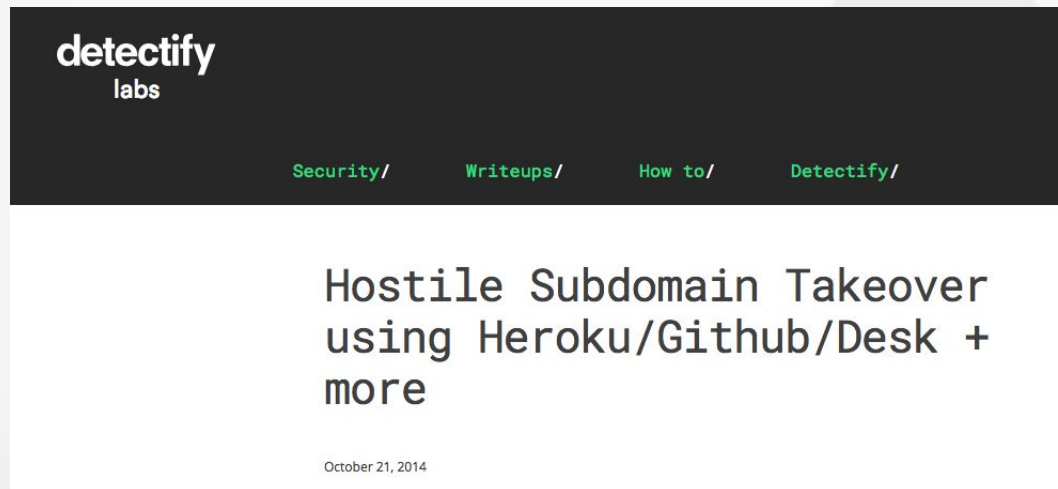 detectify
labs
Security/ Writeups/ How to/ Detectify/
Hostile Subdomain Takeover
using Heroku/Github/Desk +
more
October 21, 2014